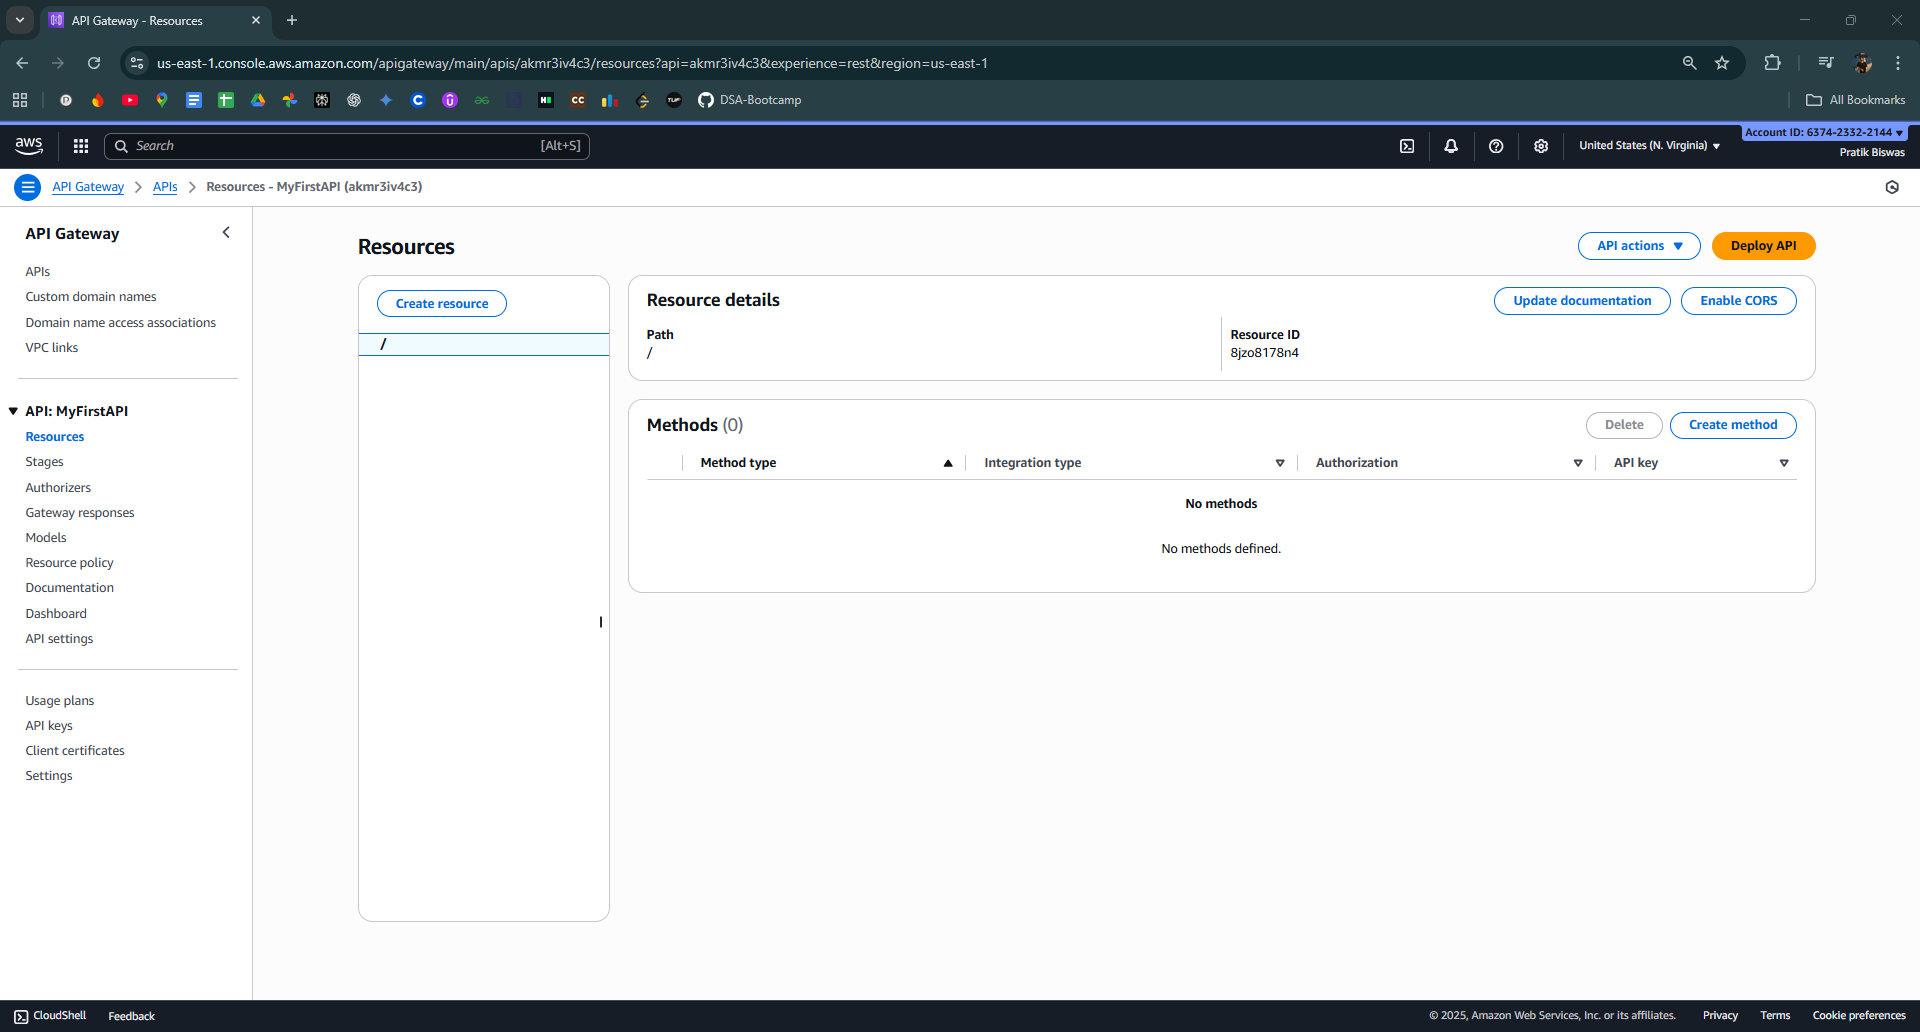 API Gateway - Resources
us-east-1.console.aws.amazon.com/apigateway/main/apis/akmr3iv4c3/resources?api=akmr3iv4c3&experience=rest&region=us-east-1
DSA-Bootcamp
All Bookmarks
aws
Search
[Alt+S]
United States (N. Virginia)
Account ID: 6374-2332-2144
Pratik Biswas
API Gateway
APIs
Resources - MyFirstAPI (akmr3iv4c3)
API Gateway
APIs
Custom domain names
Domain name access associations
VPC links
API: MyFirstAPI
Resources
Stages
Authorizers
Gateway responses
Models
Resource policy
Documentation
Dashboard
API settings
Usage plans
API keys
Client certificates
Settings
Resources
API actions
Deploy API
Create resource
/
Resource details
Update documentation
Enable CORS
Path
/
Resource ID
8jzo8178n4
Methods (0)
Delete
Create method
Method type
Integration type
Authorization
API key
No methods
No methods defined.
CloudShell
Feedback
© 2025, Amazon Web Services, Inc. or its affiliates.
Privacy
Terms
Cookie preferences